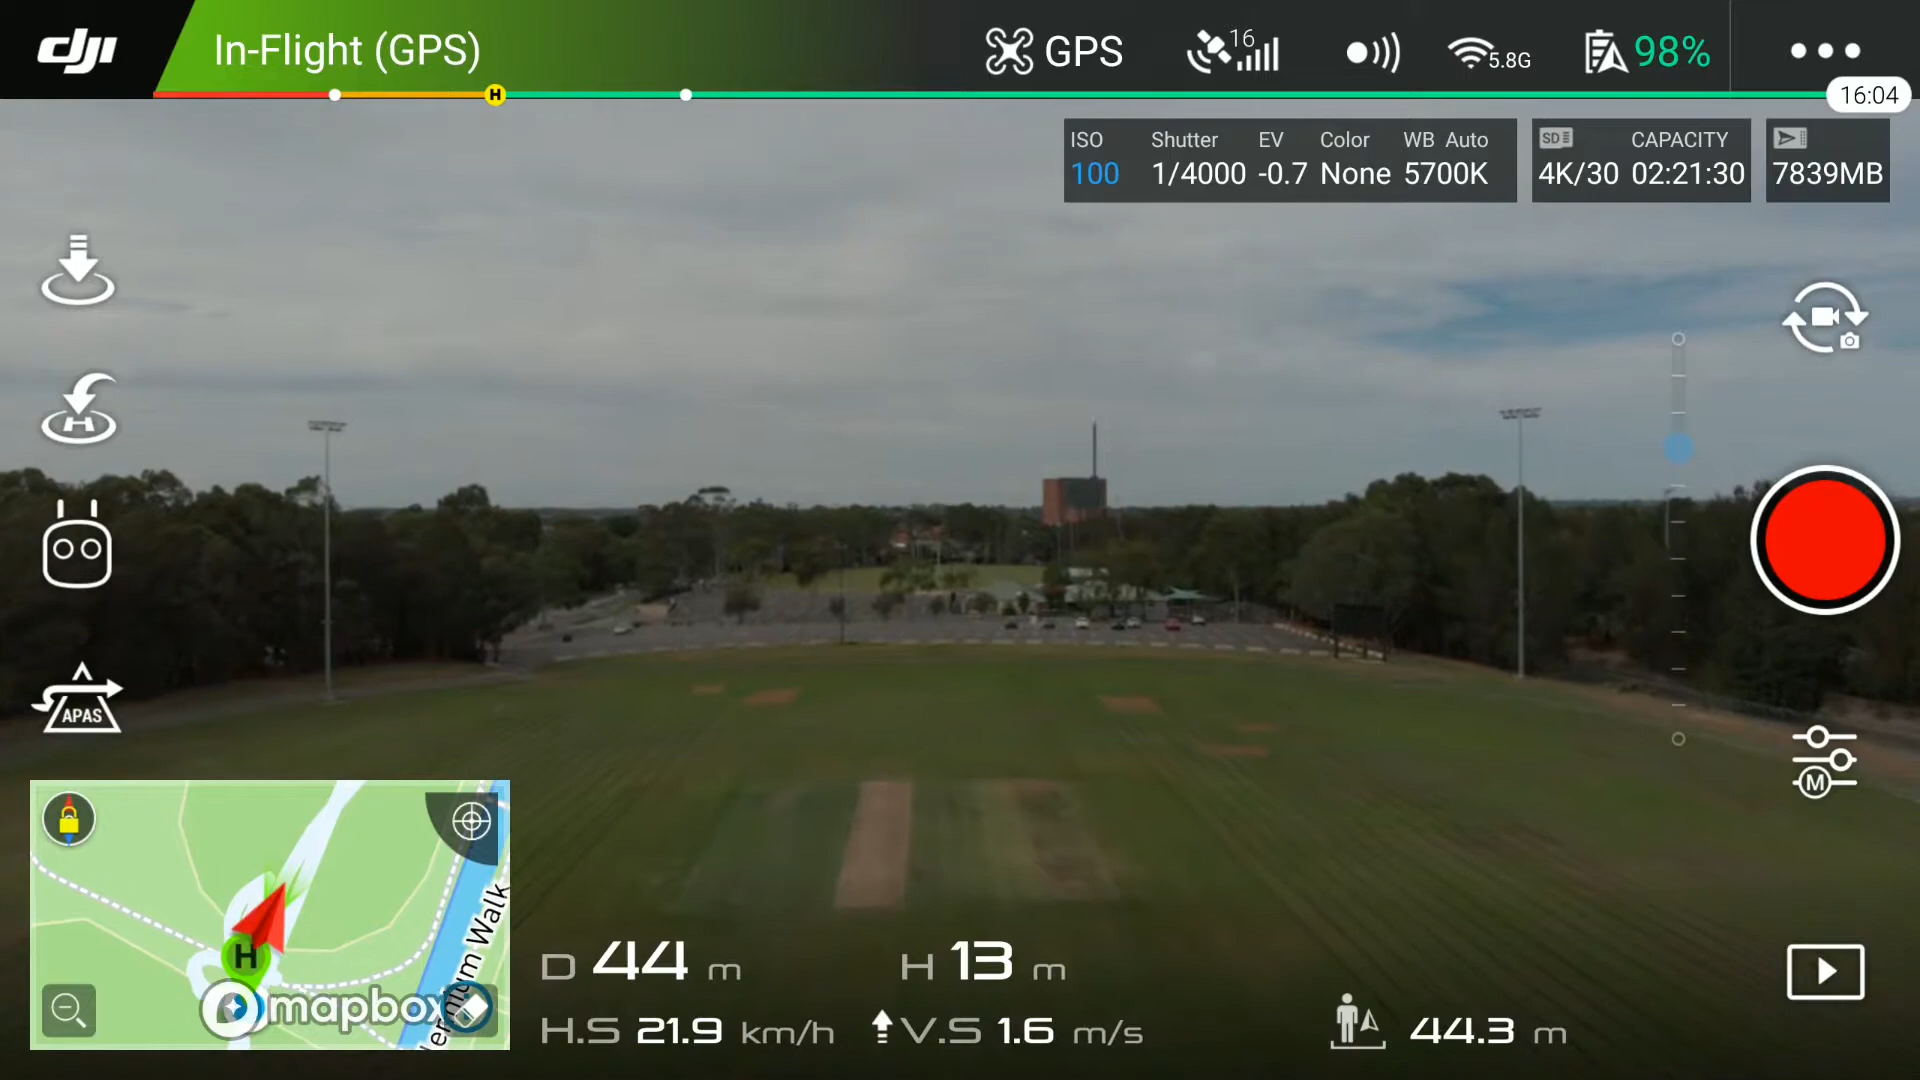 dji In-Flight (GPS) GPS 16 5.8G 98%
H 16:04
ISO Shutter EV Color WB Auto SD CAPACITY
100 1/4000 -0.7 None 5700K 4K/30 02:21:30 7839MB
H
APAS
M
H
mapbox
Walk
D 44 m H 13 m
H.S 21.9 km/h V.S 1.6 m/s 44.3 m